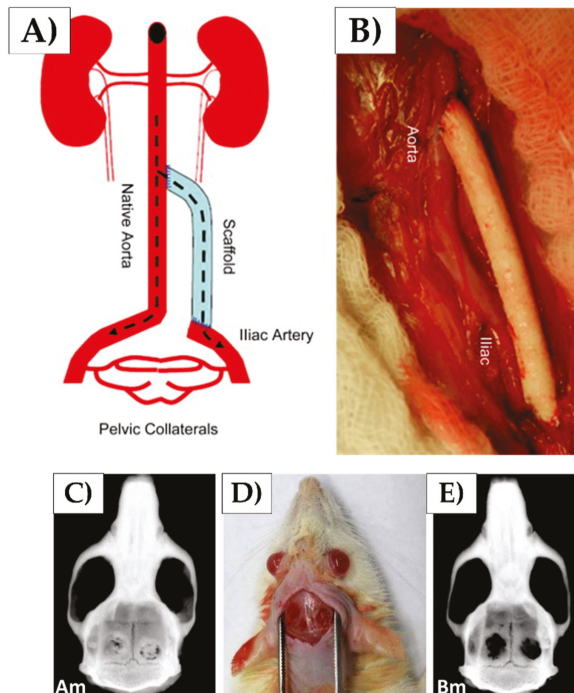 A)
Native Aorta
Scaffold
Iliac Artery
Pelvic Collaterals
B)
Aorta
Iliac
C)
Am
D)
E)
Bm